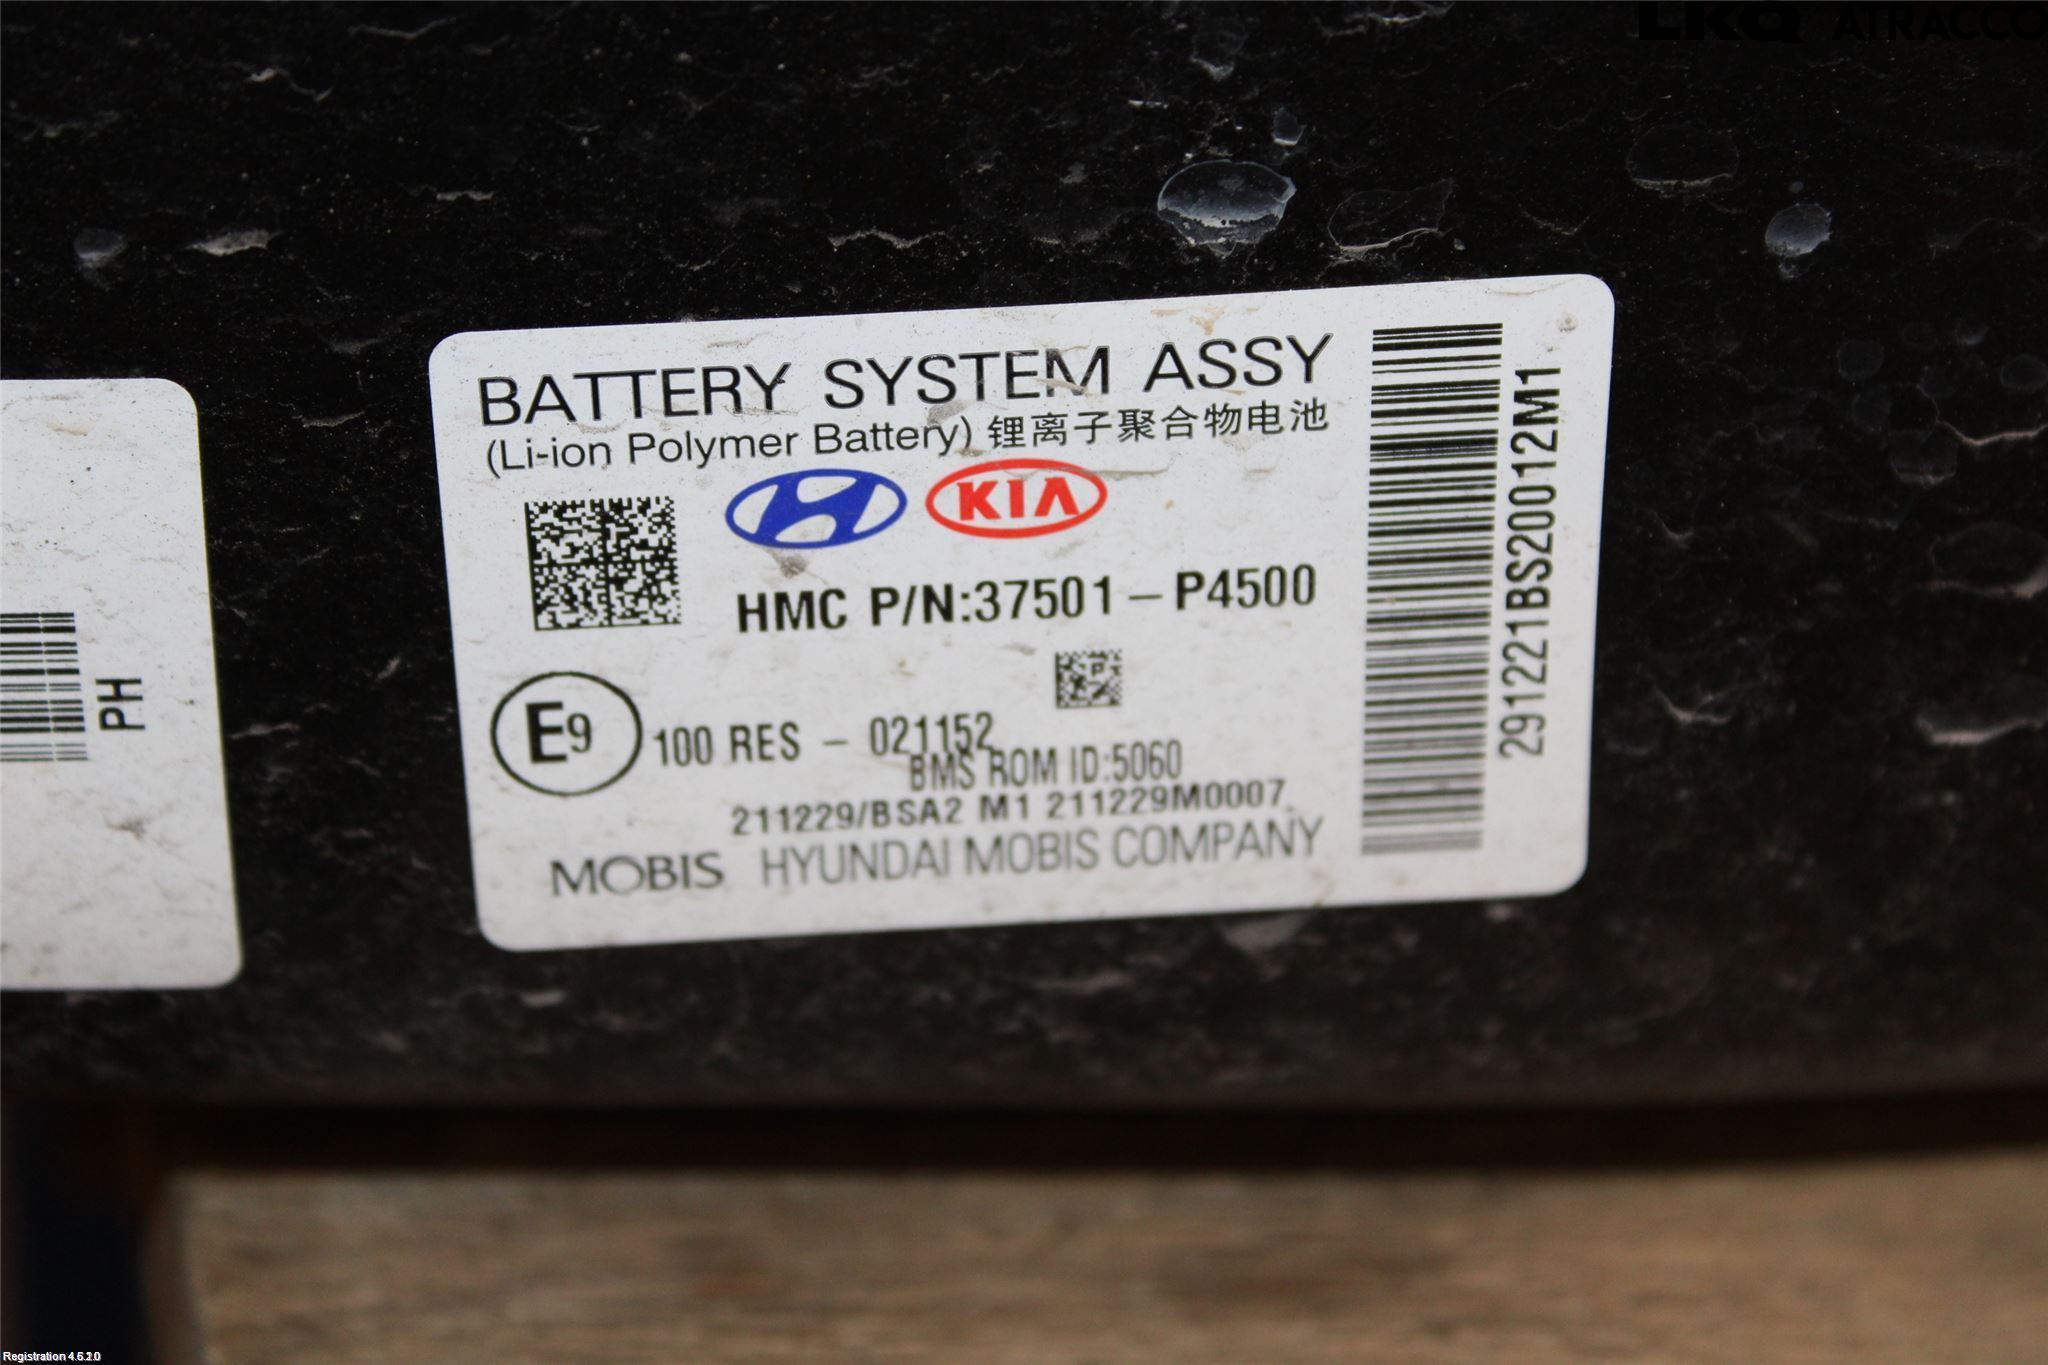 LKQ ATRACCO
BATTERY SYSTEM ASSY
(Li-ion Polymer Battery) 锂离子聚合物电池
KIA
HMC P/N:37501-P4500
E9 100 RES - 021152
BMS ROM ID:5060
211229/BSA2 M1 211229M0007
MOBIS HYUNDAI MOBIS COMPANY
291221BS20012M1
PH
Registration 4.6.2.0